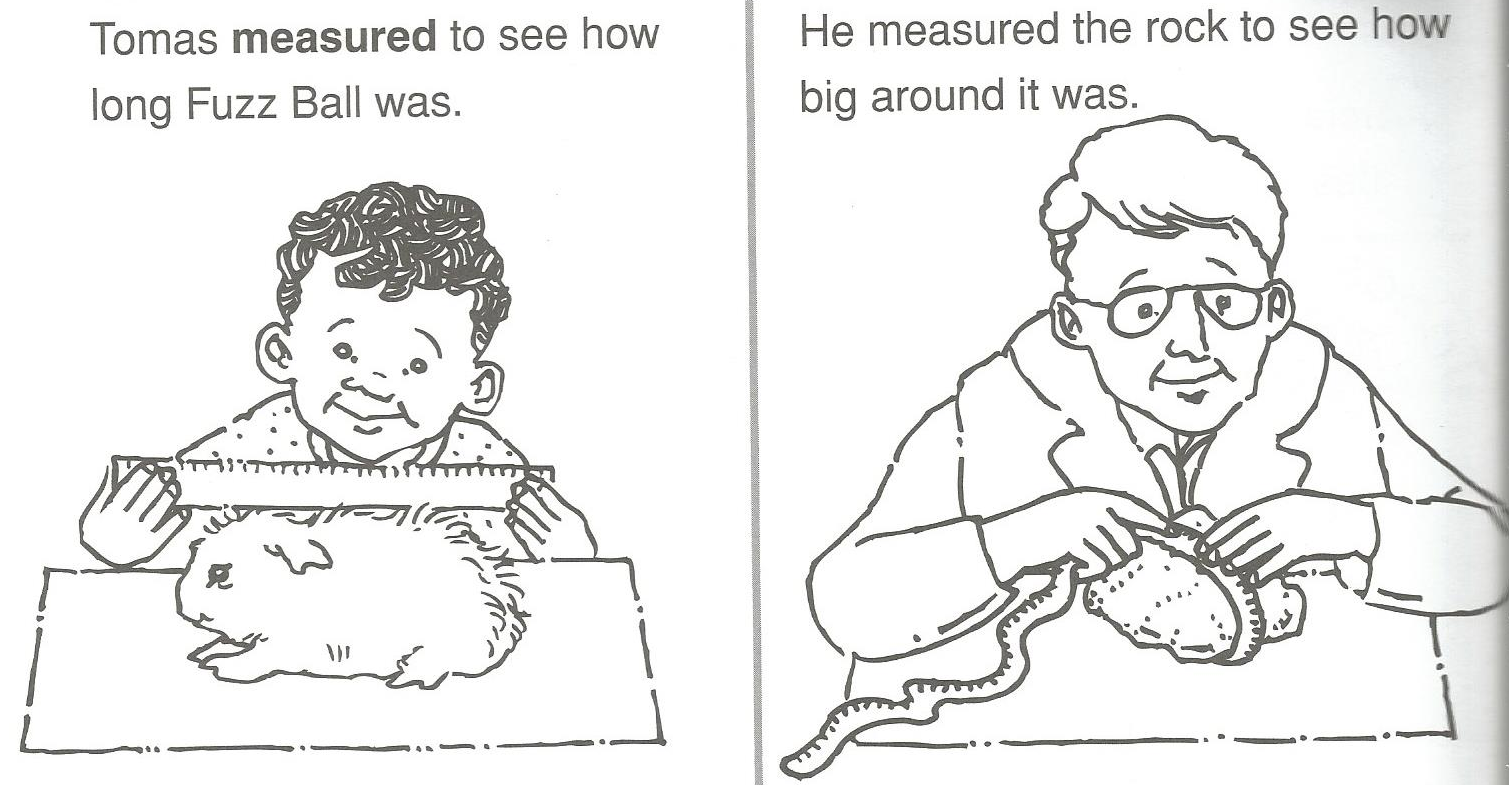 Tomas measured to see how
long Fuzz Ball was.
He measured the rock to see how
big around it was.